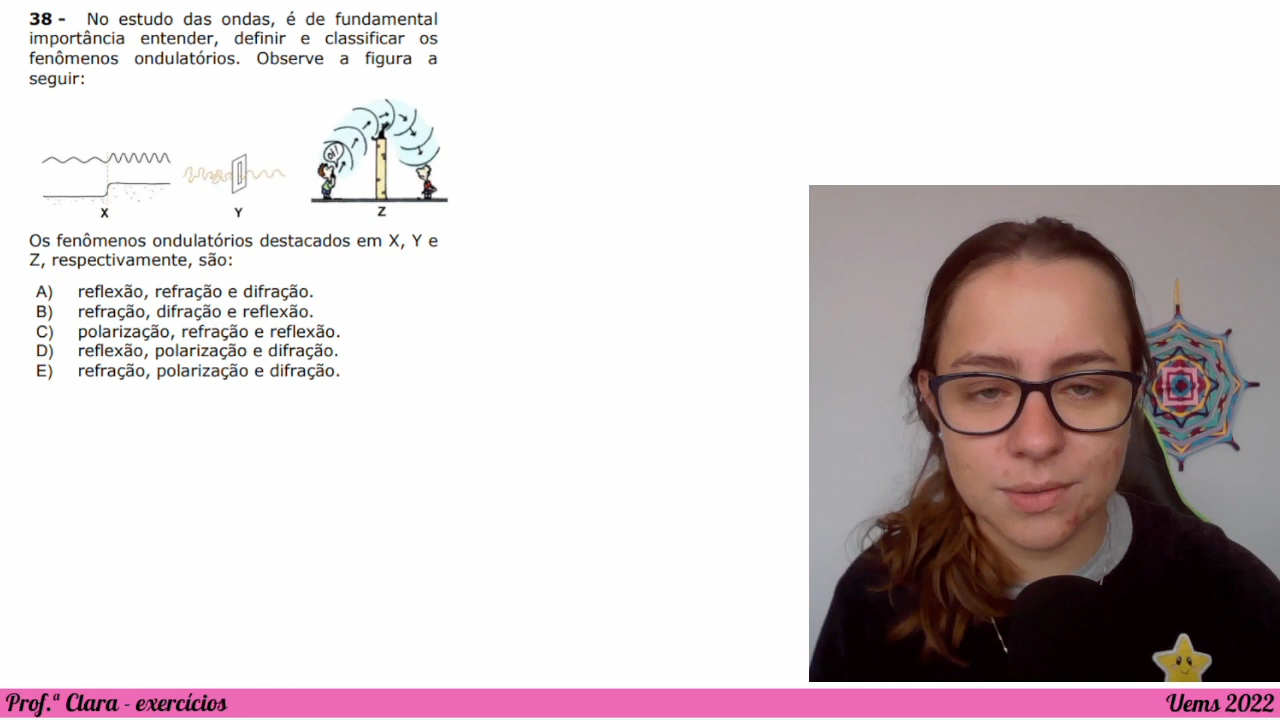 38 - No estudo das ondas, é de fundamental
importância entender, definir e classificar os
fenômenos ondulatórios. Observe a figura a
seguir:
OI!
X
Y
Z
Os fenômenos ondulatórios destacados em X, Y e
Z, respectivamente, são:
A) reflexão, refração e difração.
B) refração, difração e reflexão.
C) polarização, refração e reflexão.
D) reflexão, polarização e difração.
E) refração, polarização e difração.
Prof.ª Clara - exercícios
Uems 2022